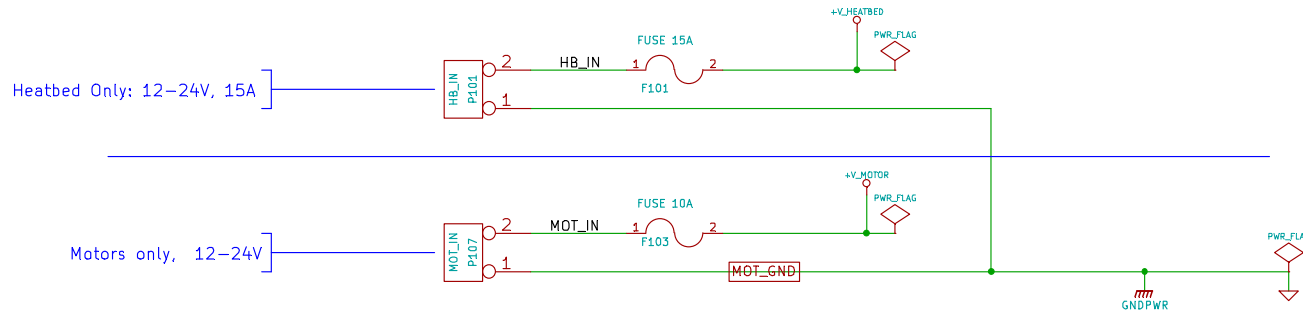 +V_HEATBED
PWR_FLAG
FUSE 15A
HB_IN
1 2
F101
2
1
HB_IN
P101
Heatbed Only: 12-24V, 15A
+V_MOTOR
PWR_FLAG
FUSE 10A
MOT_IN
1 2
F103
2
1
MOT_IN
P107
Motors only, 12-24V
MOT_GND
PWR_FLA
GNDPWR